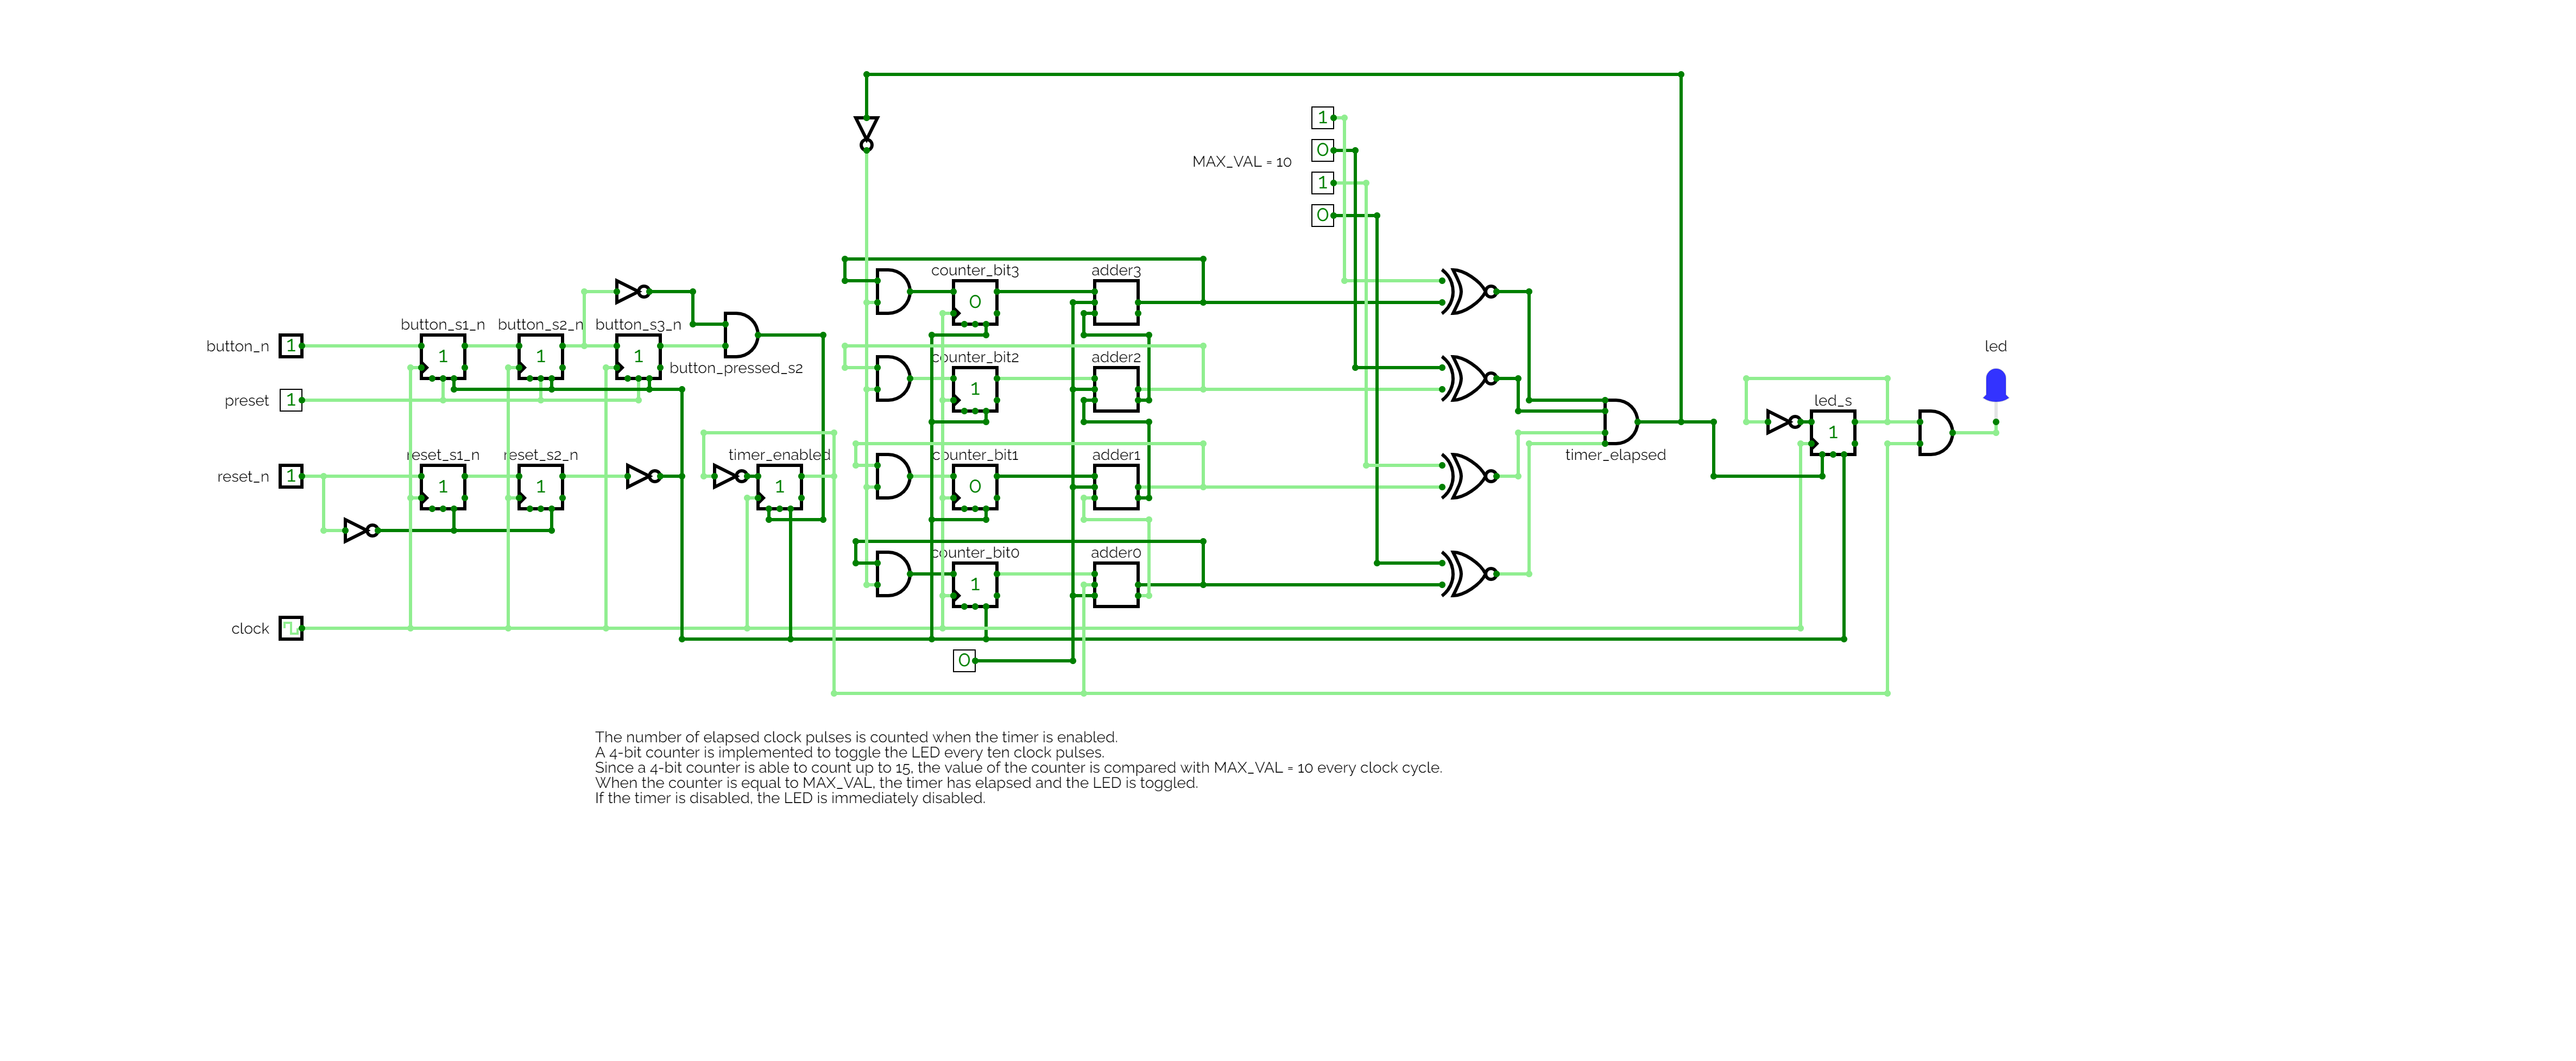 1
0
MAX_VAL = 10
1
0
counter_bit3
adder3
0
button_s1_n
button_s2_n
button_s3_n
button_n
1
1
1
1
led
counter_bit2
adder2
button_pressed_s2
1
preset
1
led_s
1
reset_s1_n
reset_s2_n
timer_enabled
counter_bit1
adder1
timer_elapsed
reset_n
1
1
1
1
0
counter_bit0
adder0
1
clock
0
The number of elapsed clock pulses is counted when the timer is enabled.
A 4-bit counter is implemented to toggle the LED every ten clock pulses.
Since a 4-bit counter is able to count up to 15, the value of the counter is compared with MAX_VAL = 10 every clock cycle.
When the counter is equal to MAX_VAL, the timer has elapsed and the LED is toggled.
If the timer is disabled, the LED is immediately disabled.